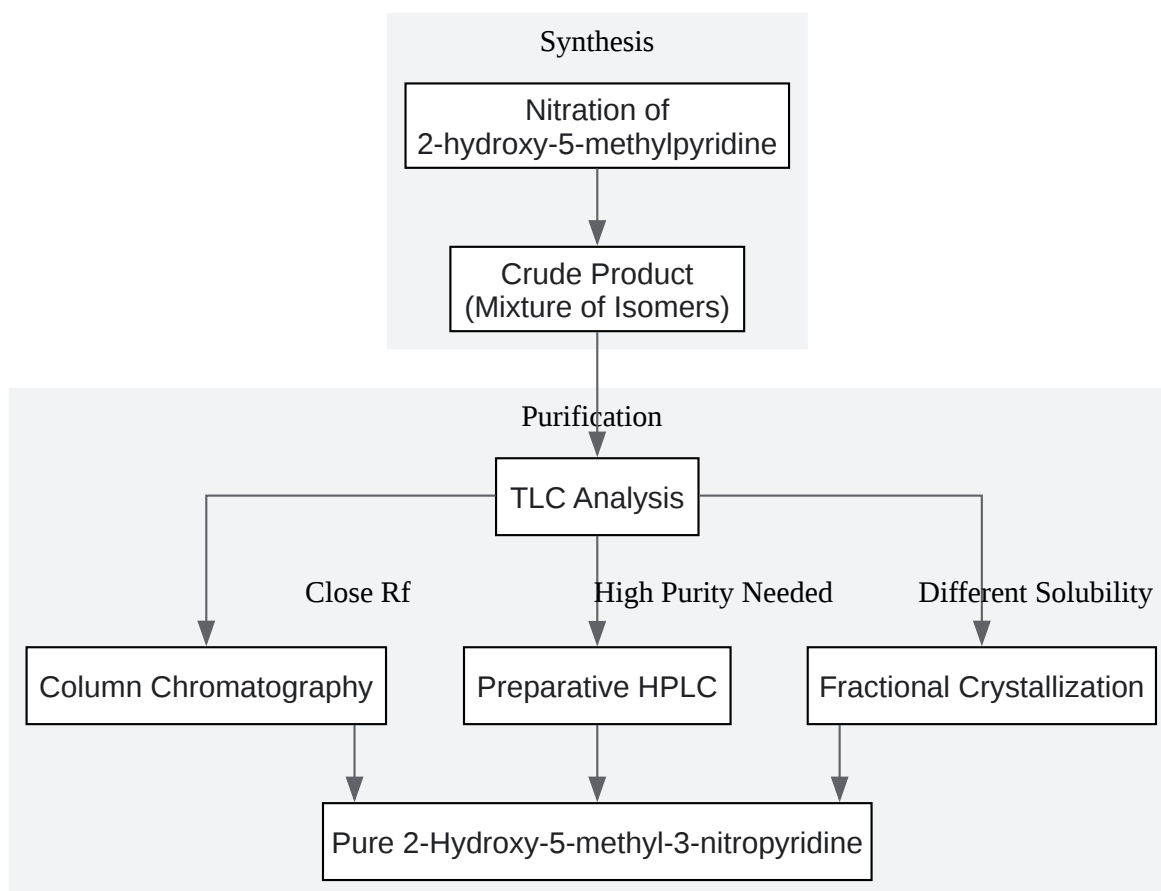 Synthesis
Nitration of
2-hydroxy-5-methylpyridine
Crude Product
(Mixture of Isomers)
Purification
TLC Analysis
Close Rf
High Purity Needed
Different Solubility
Column Chromatography
Preparative HPLC
Fractional Crystallization
Pure 2-Hydroxy-5-methyl-3-nitropyridine